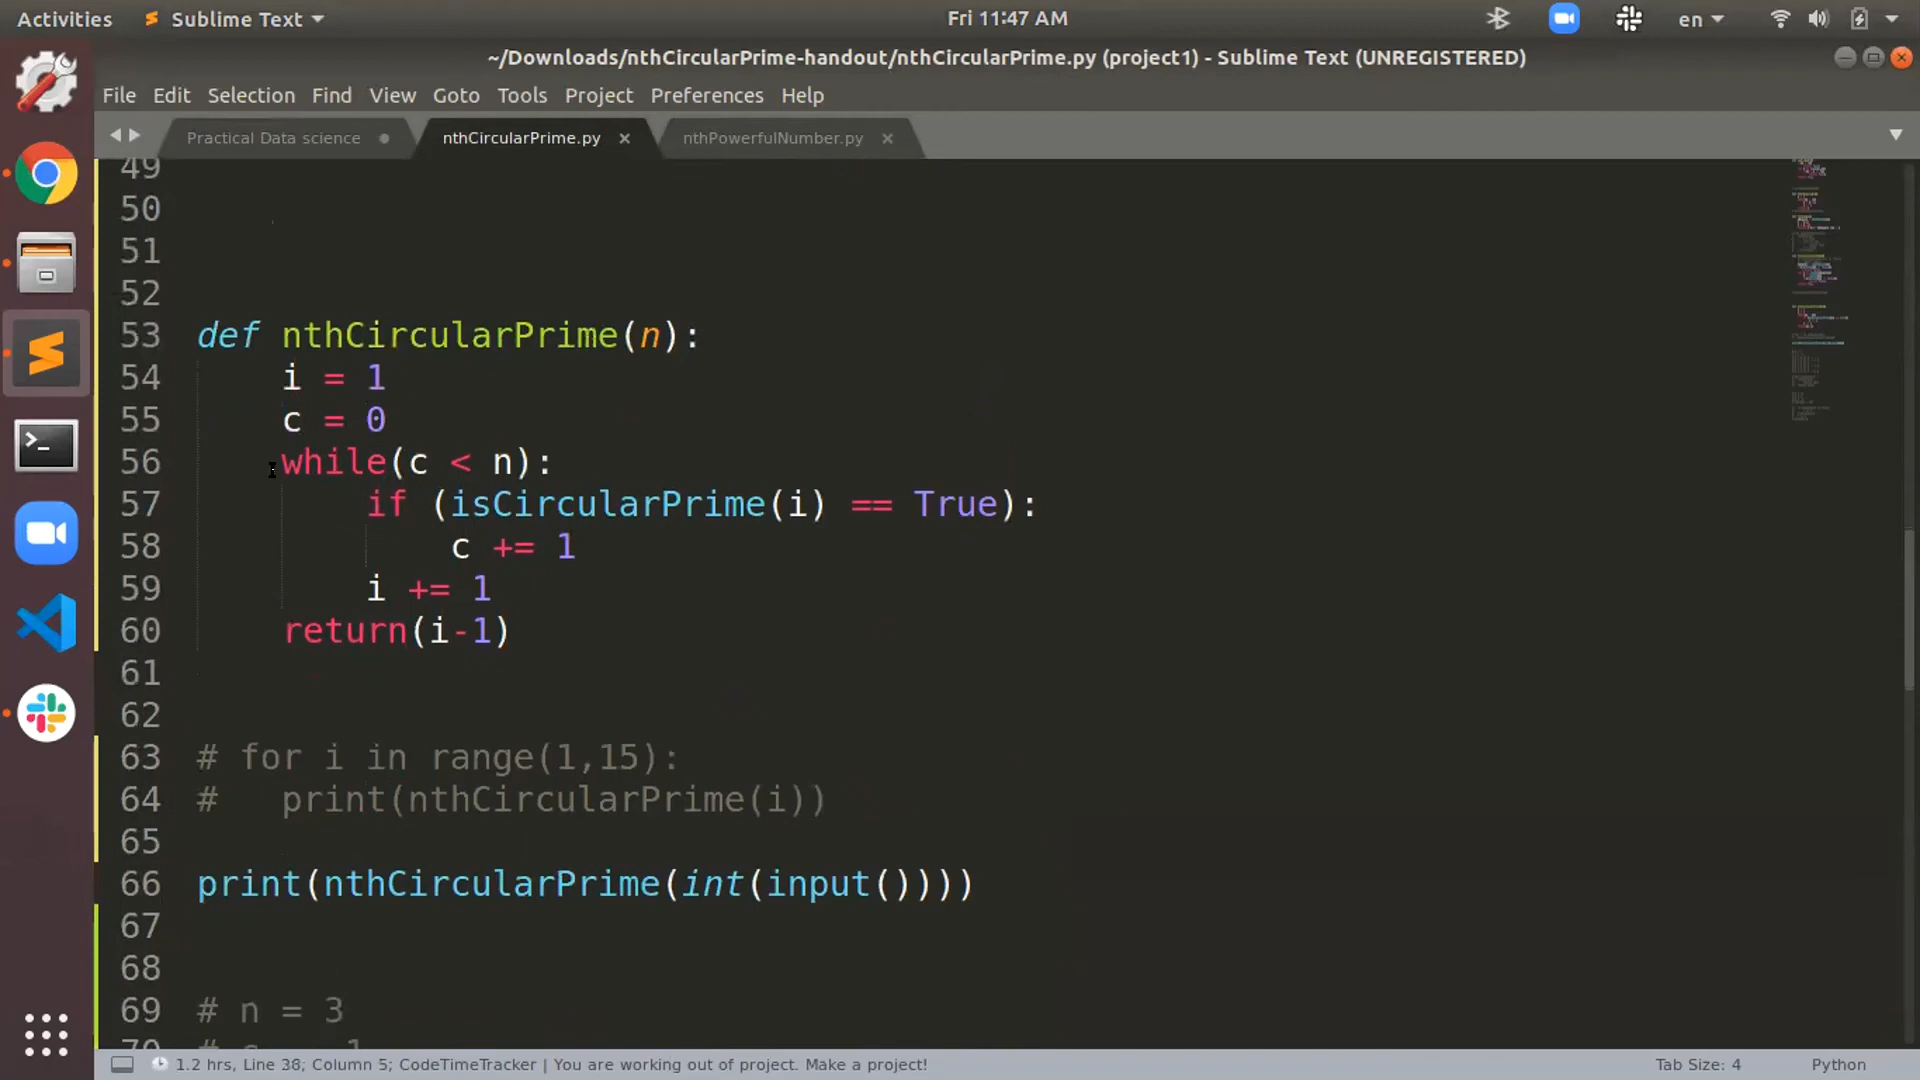 Activities Sublime Text Fri 11:47 AM en
~/Downloads/nthCircularPrime-handout/nthCircularPrime.py (project1) - Sublime Text (UNREGISTERED)
File Edit Selection Find View Goto Tools Project Preferences Help
Practical Data science nthCircularPrime.py × nthPowerfulNumber.py ×
49
50
51
52
53 def nthCircularPrime(n):
54 i = 1
55 c = 0
56 while(c < n):
57 if (isCircularPrime(i) == True):
58 c += 1
59 i += 1
60 return(i-1)
61
62
63 # for i in range(1,15):
64 # print(nthCircularPrime(i))
65
66 print(nthCircularPrime(int(input())))
67
68
69 # n = 3
1.2 hrs, Line 38; Column 5; CodeTimeTracker | You are working out of project. Make a project! Tab Size: 4 Python